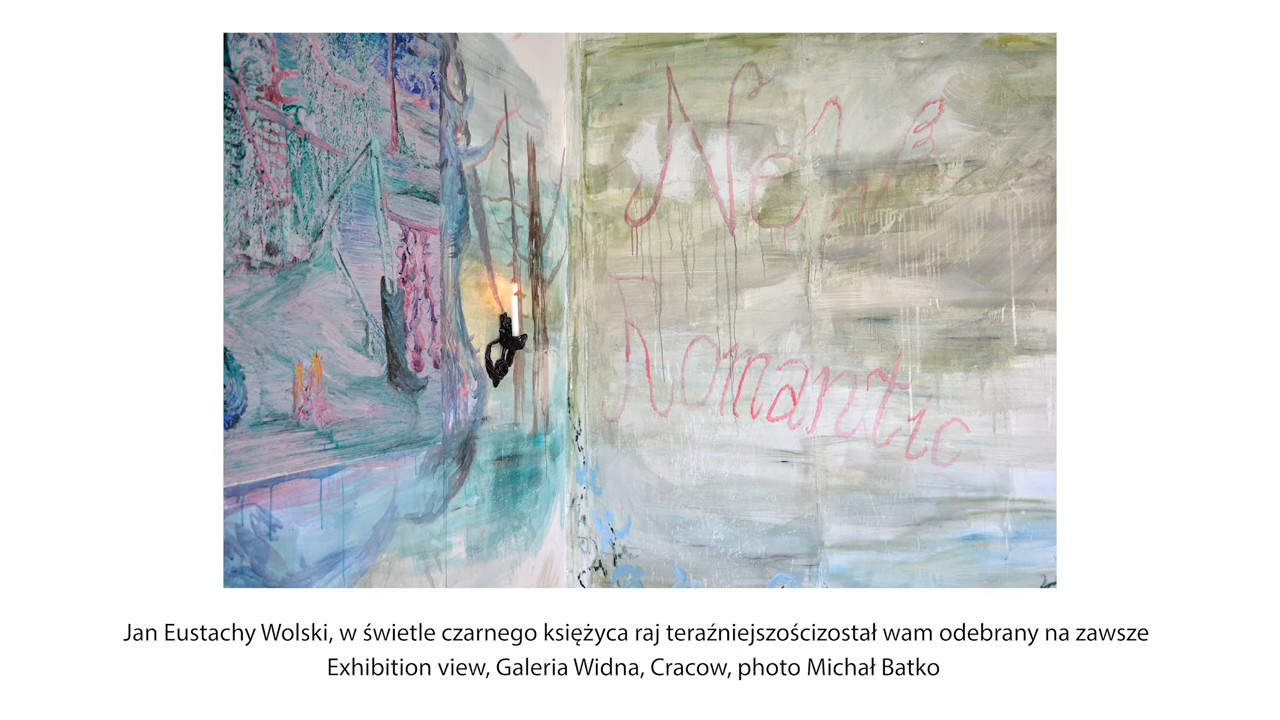 Romantic
Jan Eustachy Wolski, w świetle czarnego księżyca raj teraźniejszościzostał wam odebrany na zawsze
Exhibition view, Galeria Widna, Cracow, photo Michał Batko